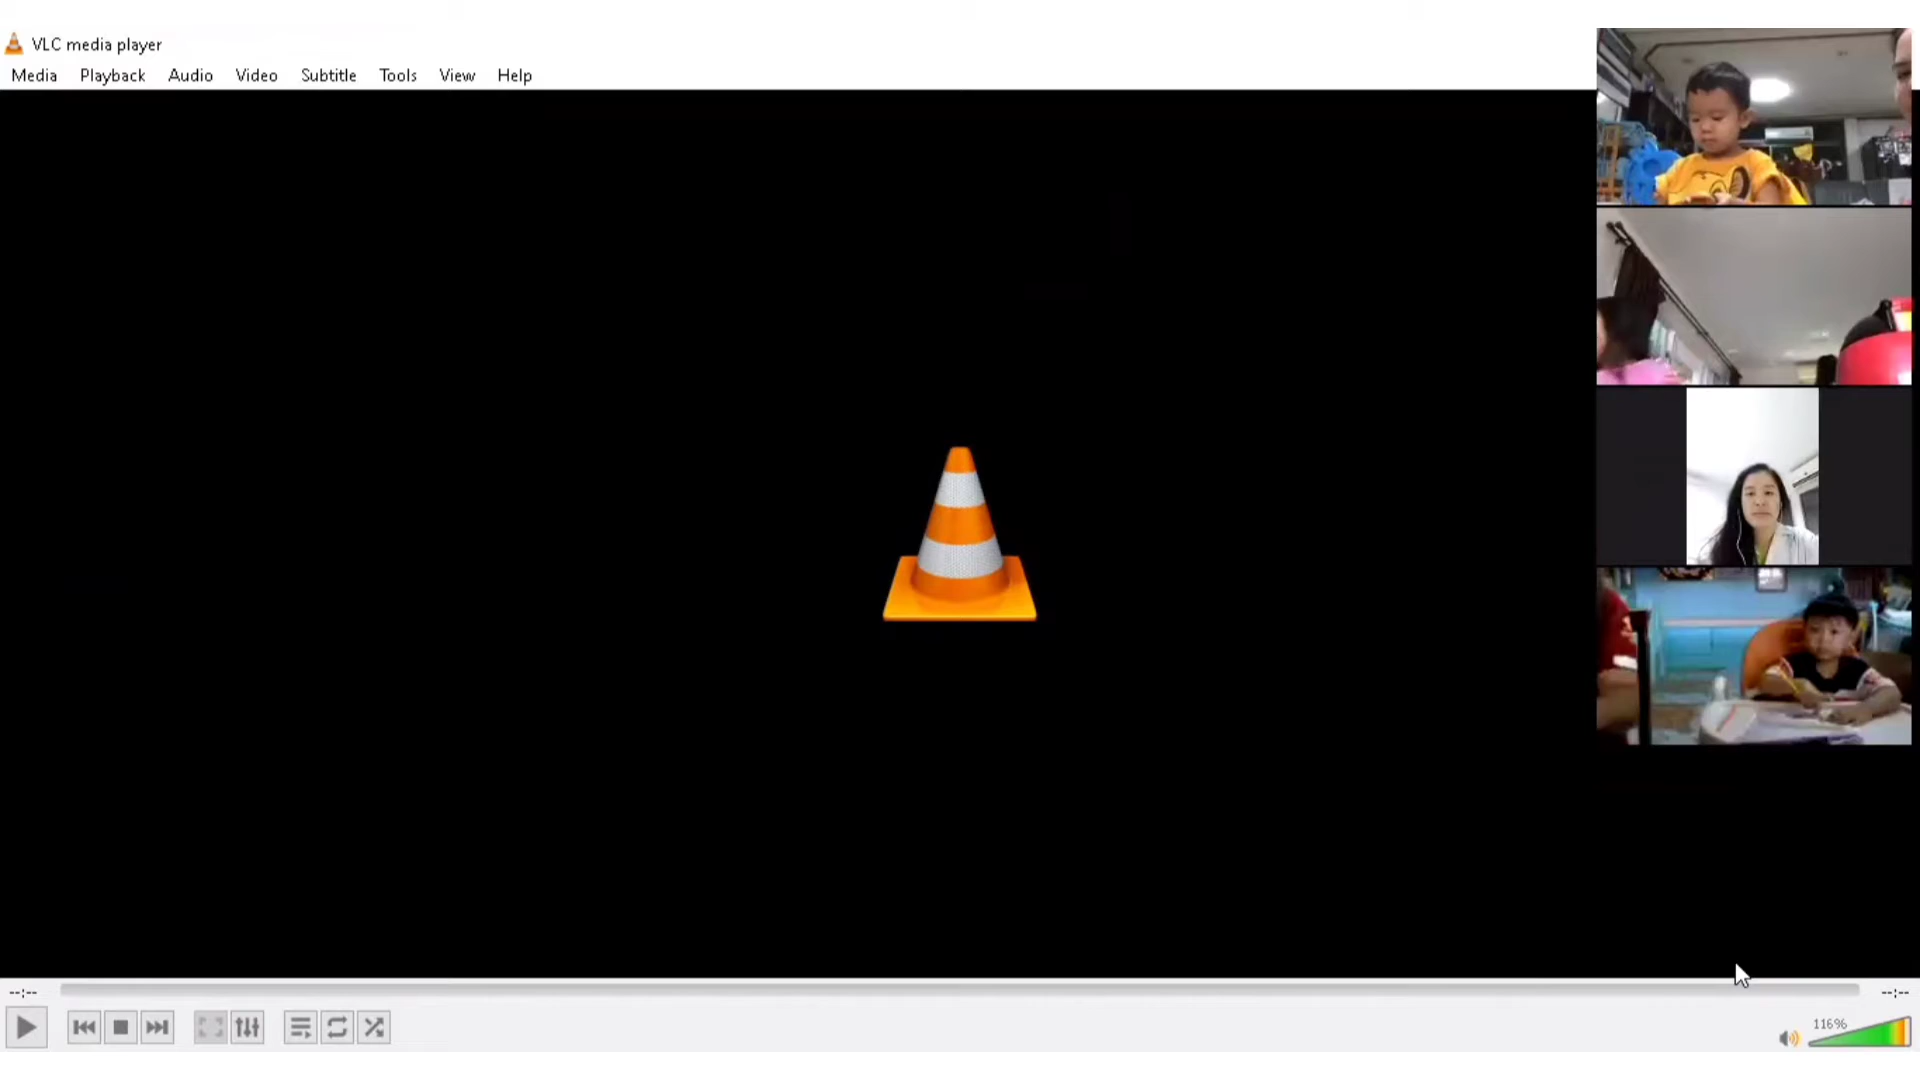 VLC media player
Media Playback Audio Video Subtitle Tools View Help
--:-- --:--
116%